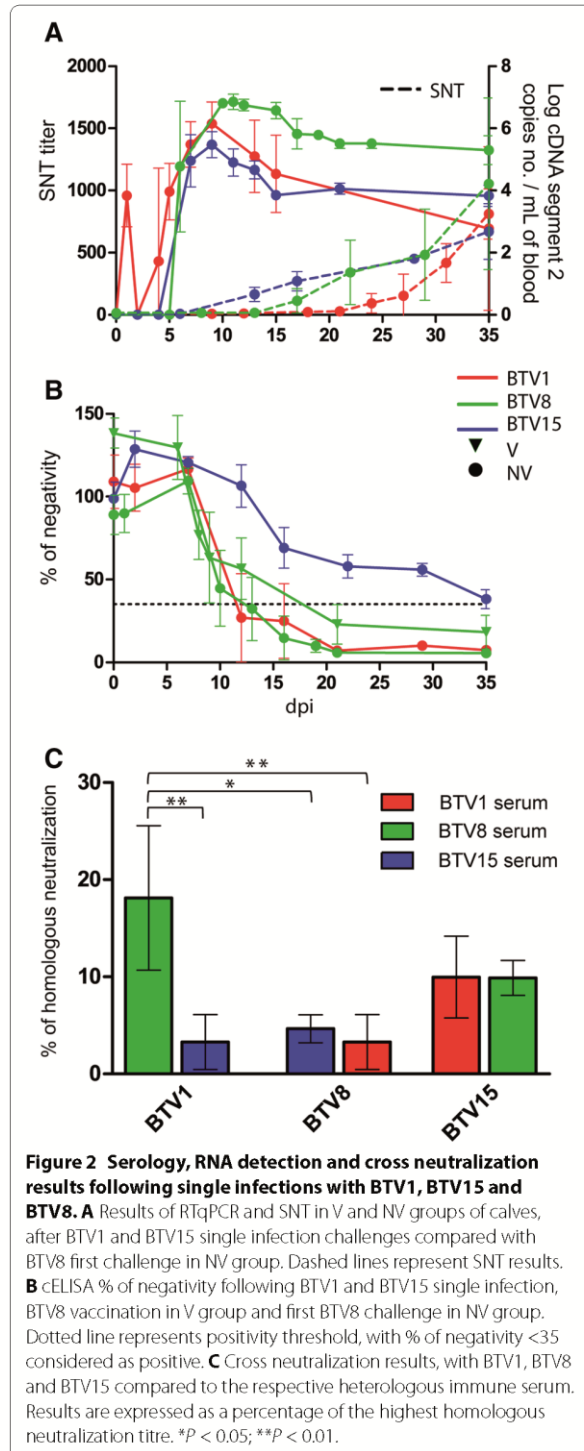 A
2000
1500
1000
500
0
SNT titer
SNT
8
6
4
2
0
Log cDNA segment 2
copies no. / mL of blood
0 5 10 15 20 25 30 35
B
BTV1
BTV8
BTV15
V
NV
150
100
50
0
% of negativity
0 5 10 15 20 25 30 35
dpi
C
30
20
10
0
% of homologous neutralization
**
*
**
BTV1 serum
BTV8 serum
BTV15 serum
BTV1 BTV8 BTV15
Figure 2 Serology, RNA detection and cross neutralization
results following single infections with BTV1, BTV15 and
BTV8. A Results of RTqPCR and SNT in V and NV groups of calves,
after BTV1 and BTV15 single infection challenges compared with
BTV8 first challenge in NV group. Dashed lines represent SNT results.
B cELISA % of negativity following BTV1 and BTV15 single infection,
BTV8 vaccination in V group and first BTV8 challenge in NV group.
Dotted line represents positivity threshold, with % of negativity <35
considered as positive. C Cross neutralization results, with BTV1, BTV8
and BTV15 compared to the respective heterologous immune serum.
Results are expressed as a percentage of the highest homologous
neutralization titre. *P < 0.05; **P < 0.01.